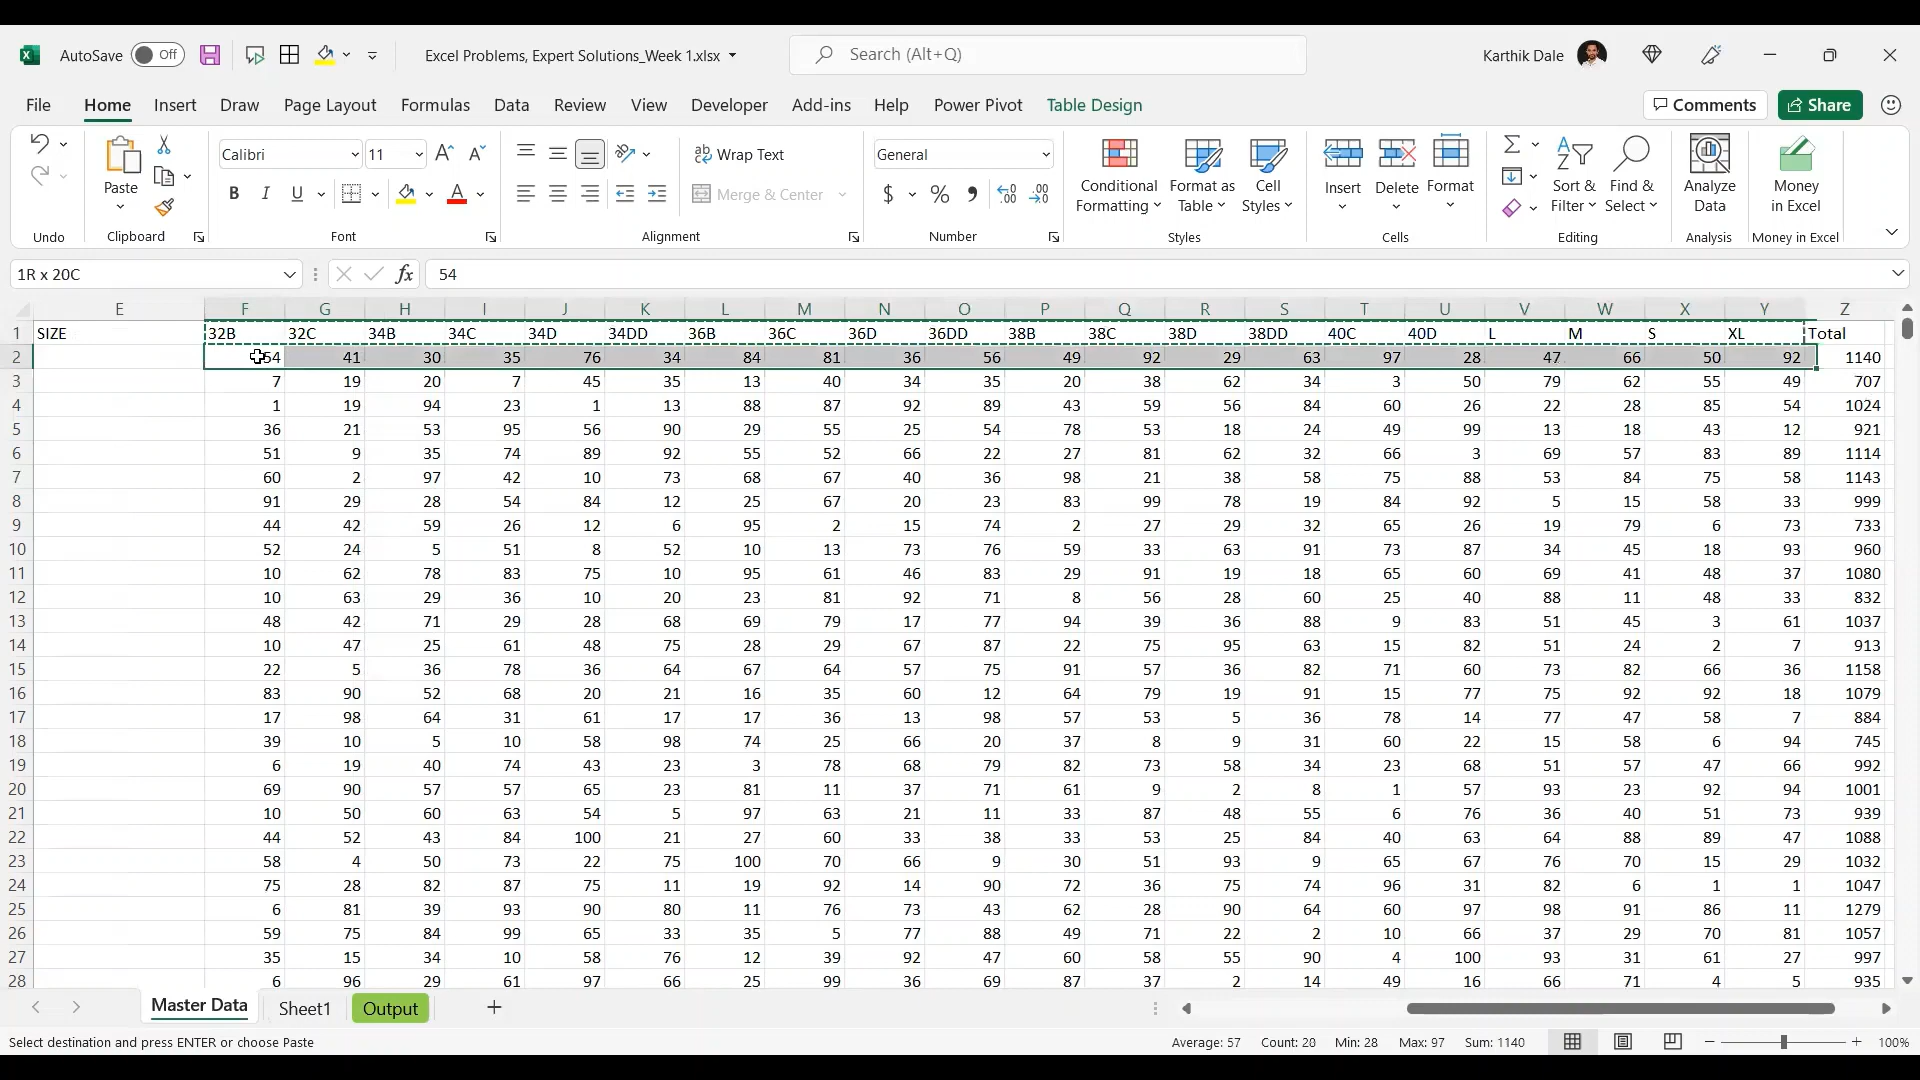 AutoSave Off Excel Problems, Expert Solutions_Week 1.xlsx Search (Alt+Q) Karthik Dale
File Home Insert Draw Page Layout Formulas Data Review View Developer Add-ins Help Power Pivot Table Design Comments Share
Paste Calibri 11 Wrap Text General Conditional Formatting Format as Table Cell Styles Insert Delete Format Sort & Filter Find & Select Analyze Data Money in Excel
B I U Merge & Center $ %
Undo Clipboard Font Alignment Number Styles Cells Editing Analysis Money in Excel
1R x 20C fx 54
E F G H I J K L M N O P Q R S T U V W X Y Z
1 SIZE 32B 32C 34B 34C 34D 34DD 36B 36C 36D 36DD 38B 38C 38D 38DD 40C 40D L M S XL Total
2 54 41 30 35 76 34 84 81 36 56 49 92 29 63 97 28 47 66 50 92 1140
3 7 19 20 7 45 35 13 40 34 35 20 38 62 34 3 50 79 62 55 49 707
4 1 19 94 23 1 13 88 87 92 89 43 59 56 84 60 26 22 28 85 54 1024
5 36 21 53 95 56 90 29 55 25 54 78 53 18 24 49 99 13 18 43 12 921
6 51 9 35 74 89 92 55 52 66 22 27 81 62 32 66 3 69 57 83 89 1114
7 60 2 97 42 10 73 68 67 40 36 98 21 38 58 75 88 53 84 75 58 1143
8 91 29 28 54 84 12 25 67 20 23 83 99 78 19 84 92 5 15 58 33 999
9 44 42 59 26 12 6 95 2 15 74 2 27 29 32 65 26 19 79 6 73 733
10 52 24 5 51 8 52 10 13 73 76 59 33 63 91 73 87 34 45 18 93 960
11 10 62 78 83 75 10 95 61 46 83 29 91 19 18 65 60 69 41 48 37 1080
12 10 63 29 36 10 20 23 81 92 71 8 56 28 60 25 40 88 11 48 33 832
13 48 42 71 29 28 68 69 79 17 77 94 39 36 88 9 83 51 45 3 61 1037
14 10 47 25 61 48 75 28 29 67 87 22 75 95 63 15 82 51 24 2 7 913
15 22 5 36 78 36 64 67 64 57 75 91 57 36 82 71 60 73 82 66 36 1158
16 83 90 52 68 20 21 16 35 60 12 64 79 19 91 15 77 75 92 92 18 1079
17 17 98 64 31 61 17 17 36 13 98 57 53 5 36 78 14 77 47 58 7 884
18 39 10 5 10 58 98 74 25 66 20 37 8 9 31 60 22 15 58 6 94 745
19 6 19 40 74 43 23 3 78 68 79 82 73 58 34 23 68 51 57 47 66 992
20 69 90 57 57 65 23 81 11 37 71 61 9 2 8 1 57 93 23 92 94 1001
21 10 50 60 63 54 5 97 63 21 11 33 87 48 55 6 76 36 40 51 73 939
22 44 52 43 84 100 21 27 60 33 38 33 53 25 84 40 63 64 88 89 47 1088
23 58 4 50 73 22 75 100 70 66 9 30 51 93 9 65 67 76 70 15 29 1032
24 75 28 82 87 75 11 19 92 14 90 72 36 75 74 96 31 82 6 1 1 1047
25 6 81 39 93 90 80 11 76 73 43 62 28 90 64 60 97 98 91 86 11 1279
26 59 75 84 99 65 33 35 5 77 88 49 71 22 2 10 66 37 29 70 81 1057
27 35 15 34 10 58 76 12 39 92 47 60 58 55 90 4 100 93 31 61 27 997
28 6 96 29 61 97 66 25 99 36 69 87 37 2 14 49 16 66 71 4 5 935
Master Data Sheet1 Output
Select destination and press ENTER or choose Paste Average: 57 Count: 20 Min: 28 Max: 97 Sum: 1140 100%